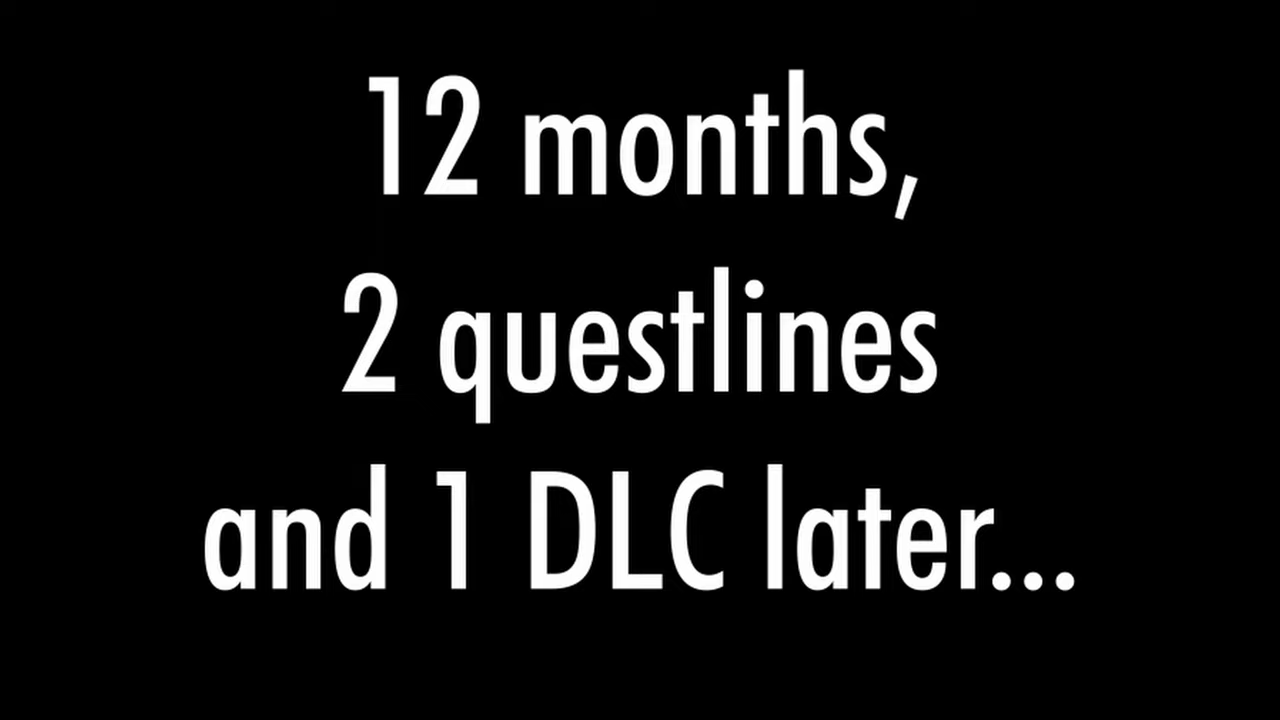 12 months,
2 questlines
and 1 DLC later...